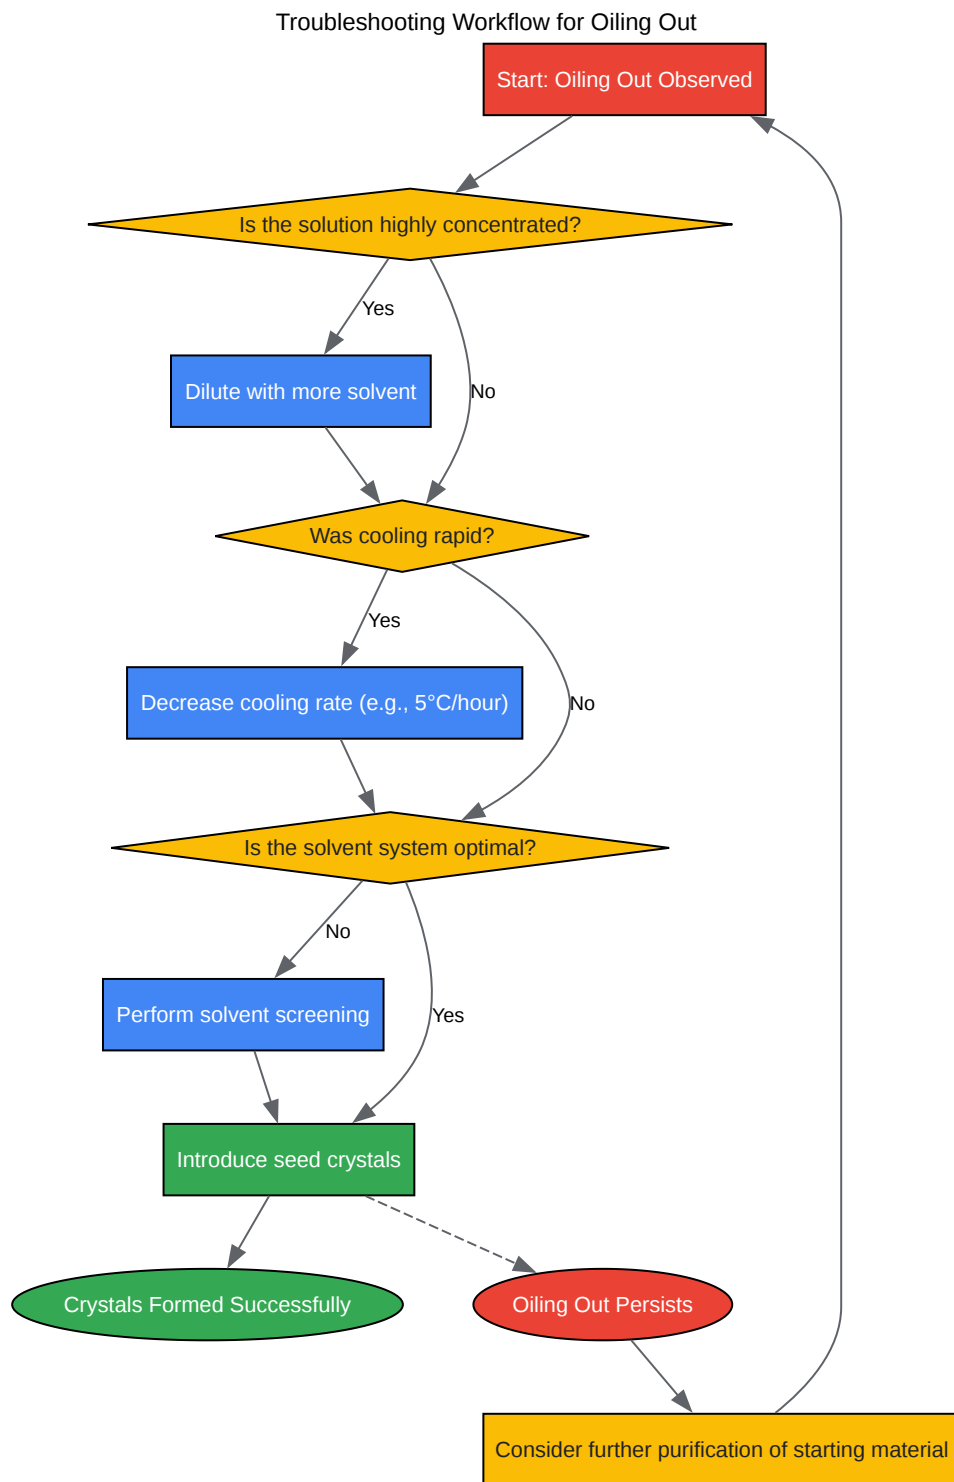 Troubleshooting Workflow for Oiling Out
Start: Oiling Out Observed
Is the solution highly concentrated?
Yes
Dilute with more solvent
No
Was cooling rapid?
Yes
Decrease cooling rate (e.g., 5°C/hour)
No
Is the solvent system optimal?
No
Perform solvent screening
Yes
Introduce seed crystals
Crystals Formed Successfully
Oiling Out Persists
Consider further purification of starting material